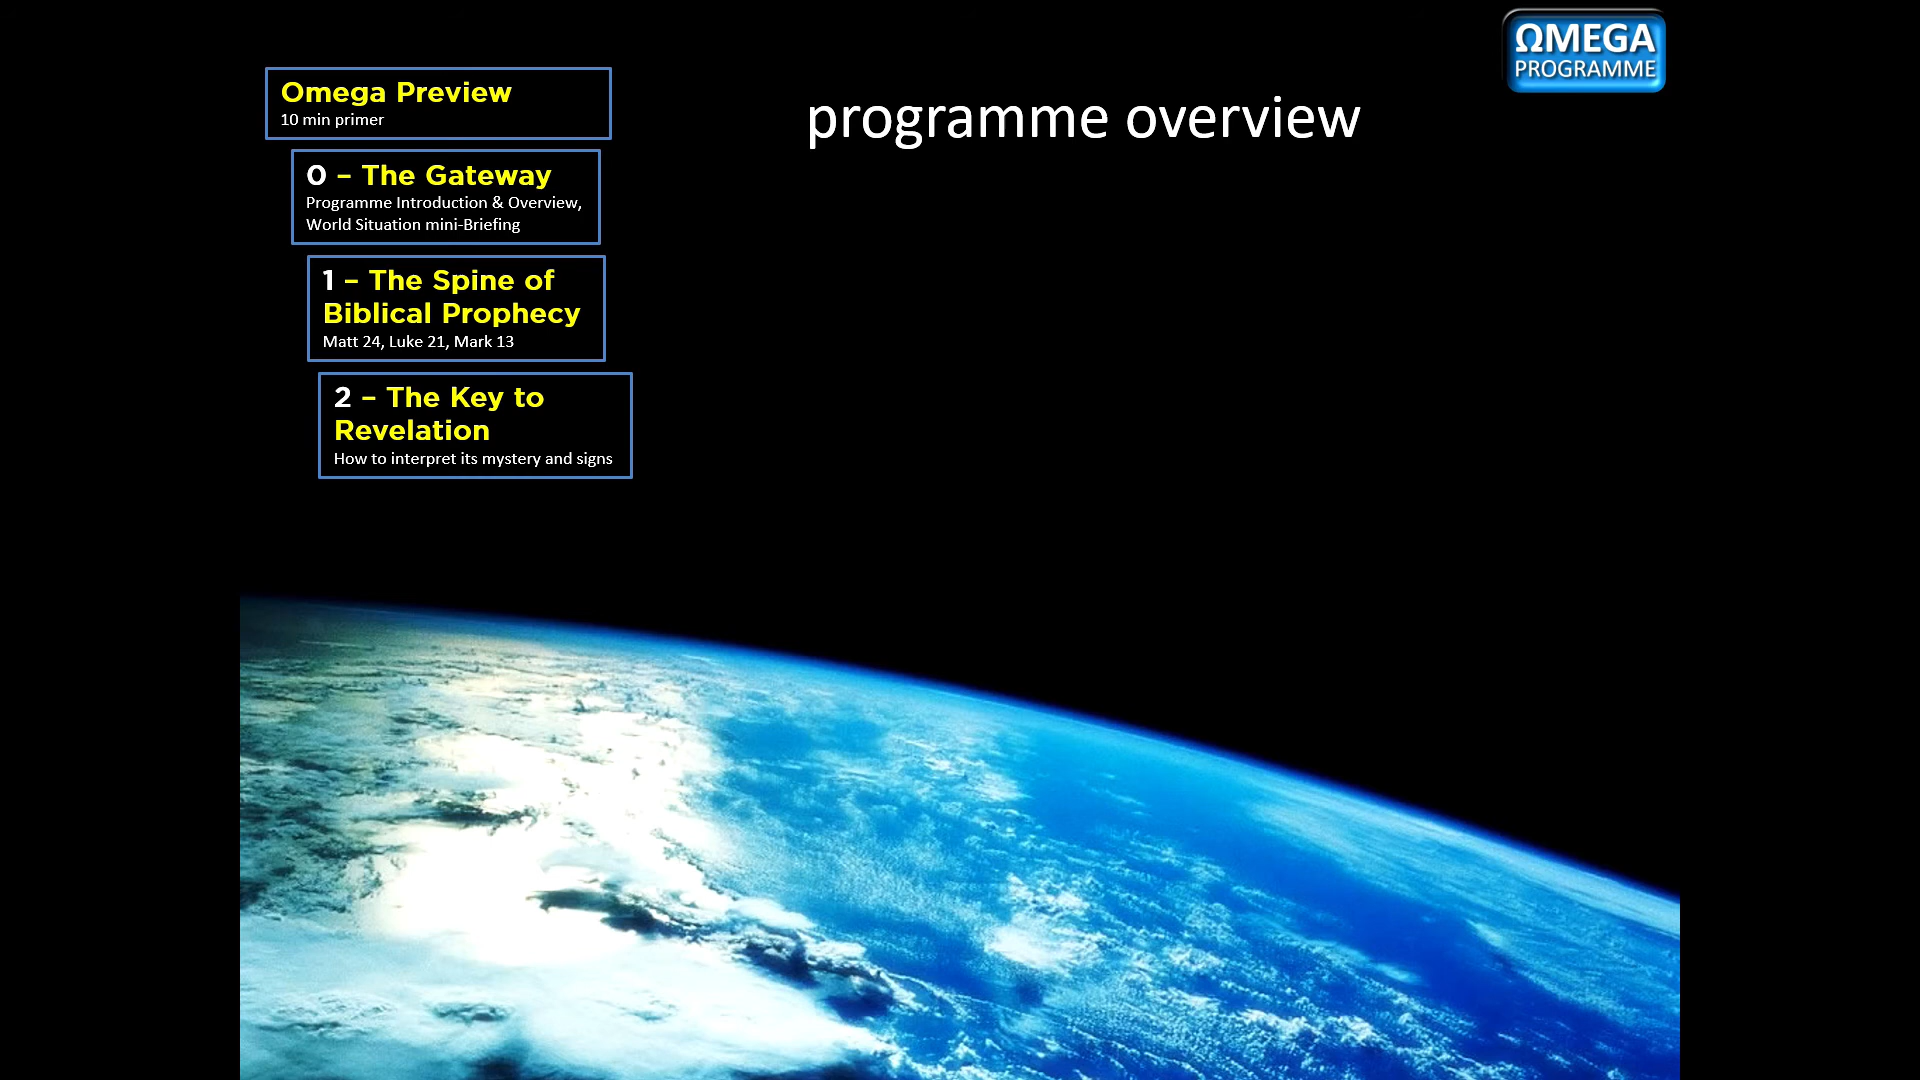 ΩMEGA
PROGRAMME
programme overview
Omega Preview
10 min primer
0 – The Gateway
Programme Introduction & Overview,
World Situation mini-Briefing
1 – The Spine of
Biblical Prophecy
Matt 24, Luke 21, Mark 13
2 – The Key to
Revelation
How to interpret its mystery and signs